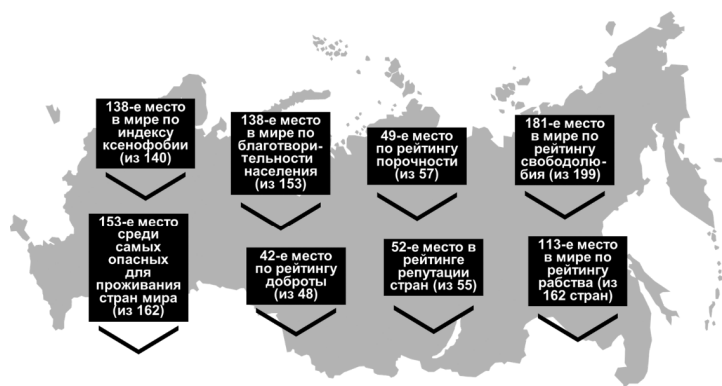 138-е место
в мире по
индексу
ксенофобии
(из 140)
138-е место
в мире по
благотвори-
тельности
населения
(из 153)
49-е место
по рейтингу
порочности
(из 57)
181-е место
в мире по
рейтингу
свободолю-
бия (из 199)
153-е место
среди
самых
опасных
для
проживания
стран мира
(из 162)
42-е место
по рейтингу
доброты
(из 48)
52-е место в
рейтинге
репутации
стран (из 55)
113-е место
в мире по
рейтингу
рабства (из
162 стран)